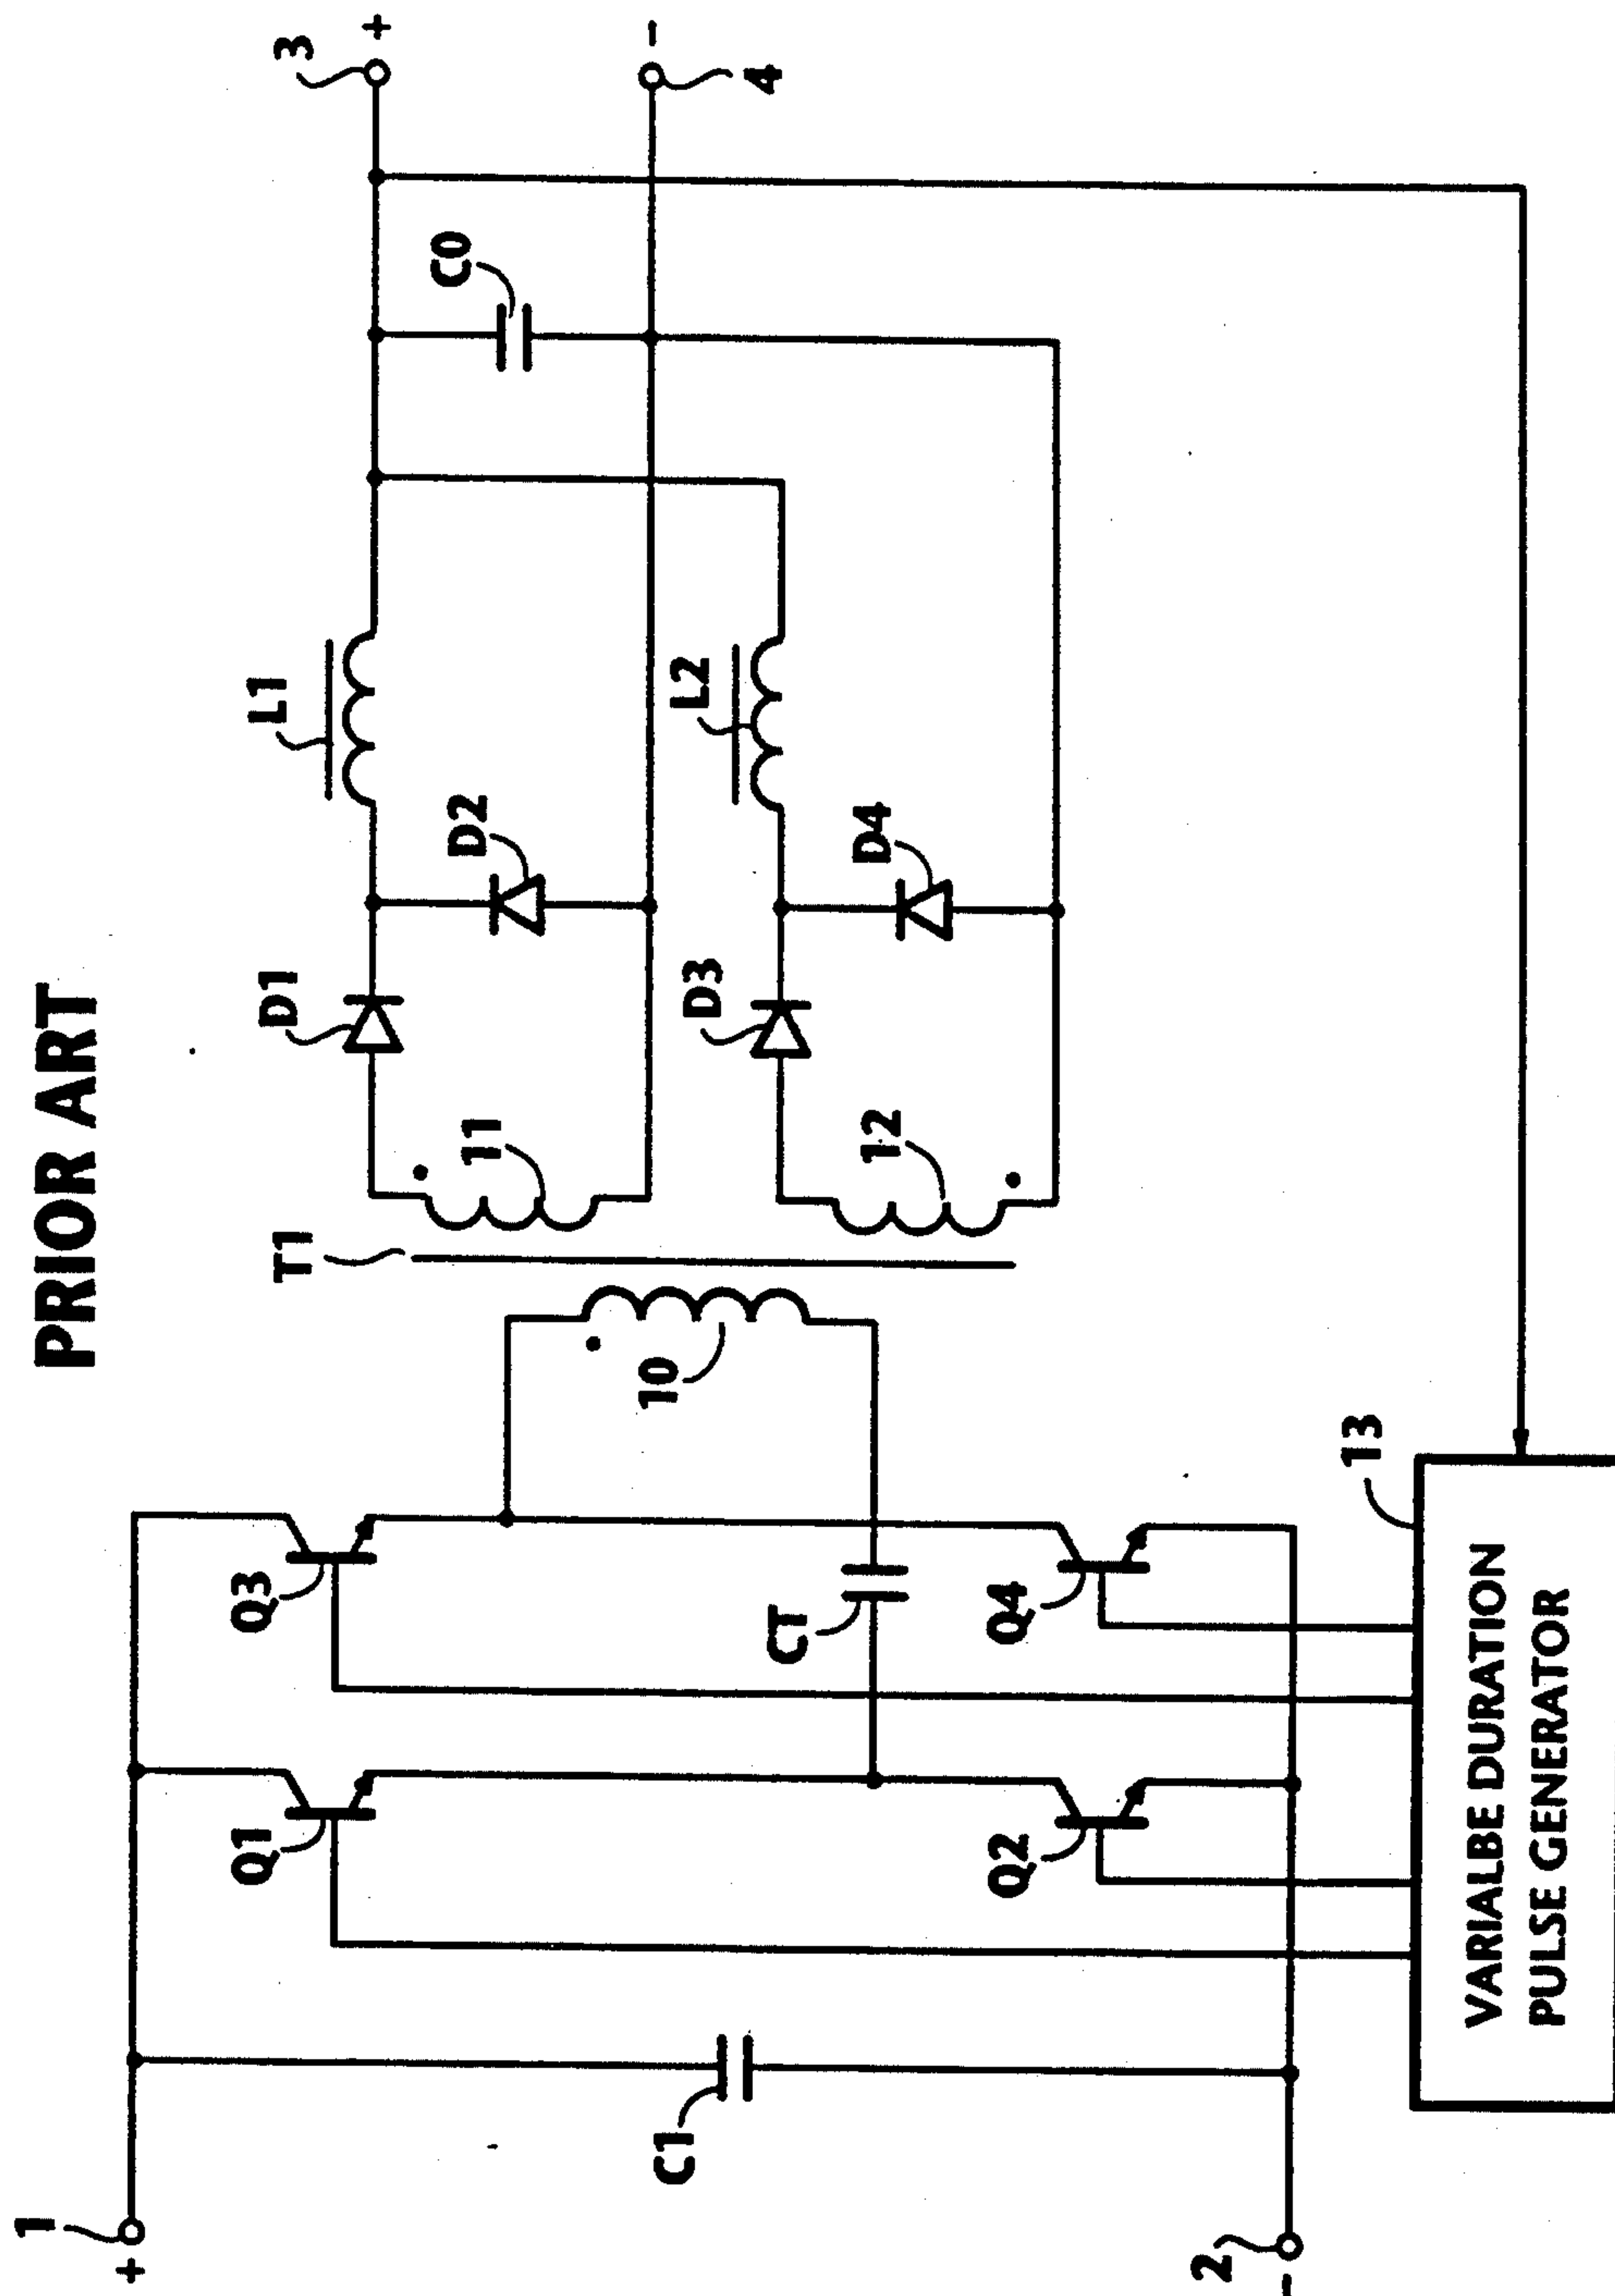 PRIOR ART
1
+
C1
Q1
Q3
T1
D1
L1
3
+
11
D2
C0
10
D3
L2
CT
12
D4
Q2
Q4
-
4
2
-
13
VARIALBE DURATION
PULSE GENERATOR